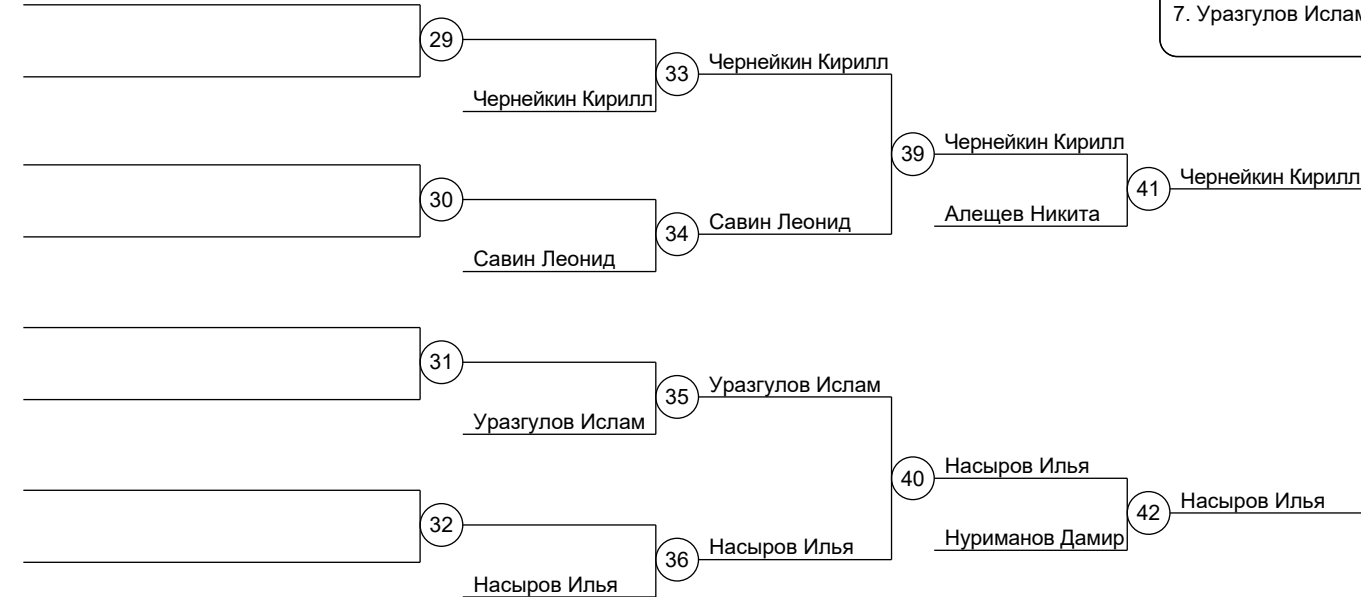 7. Уразгулов Ислам
29
33
Чернейкин Кирилл
Чернейкин Кирилл
39
Чернейкин Кирилл
41
Чернейкин Кирилл
30
34
Савин Леонид
Савин Леонид
Алещев Никита
31
35
Уразгулов Ислам
Уразгулов Ислам
40
Насыров Илья
42
Насыров Илья
32
36
Насыров Илья
Насыров Илья
Нуриманов Дамир